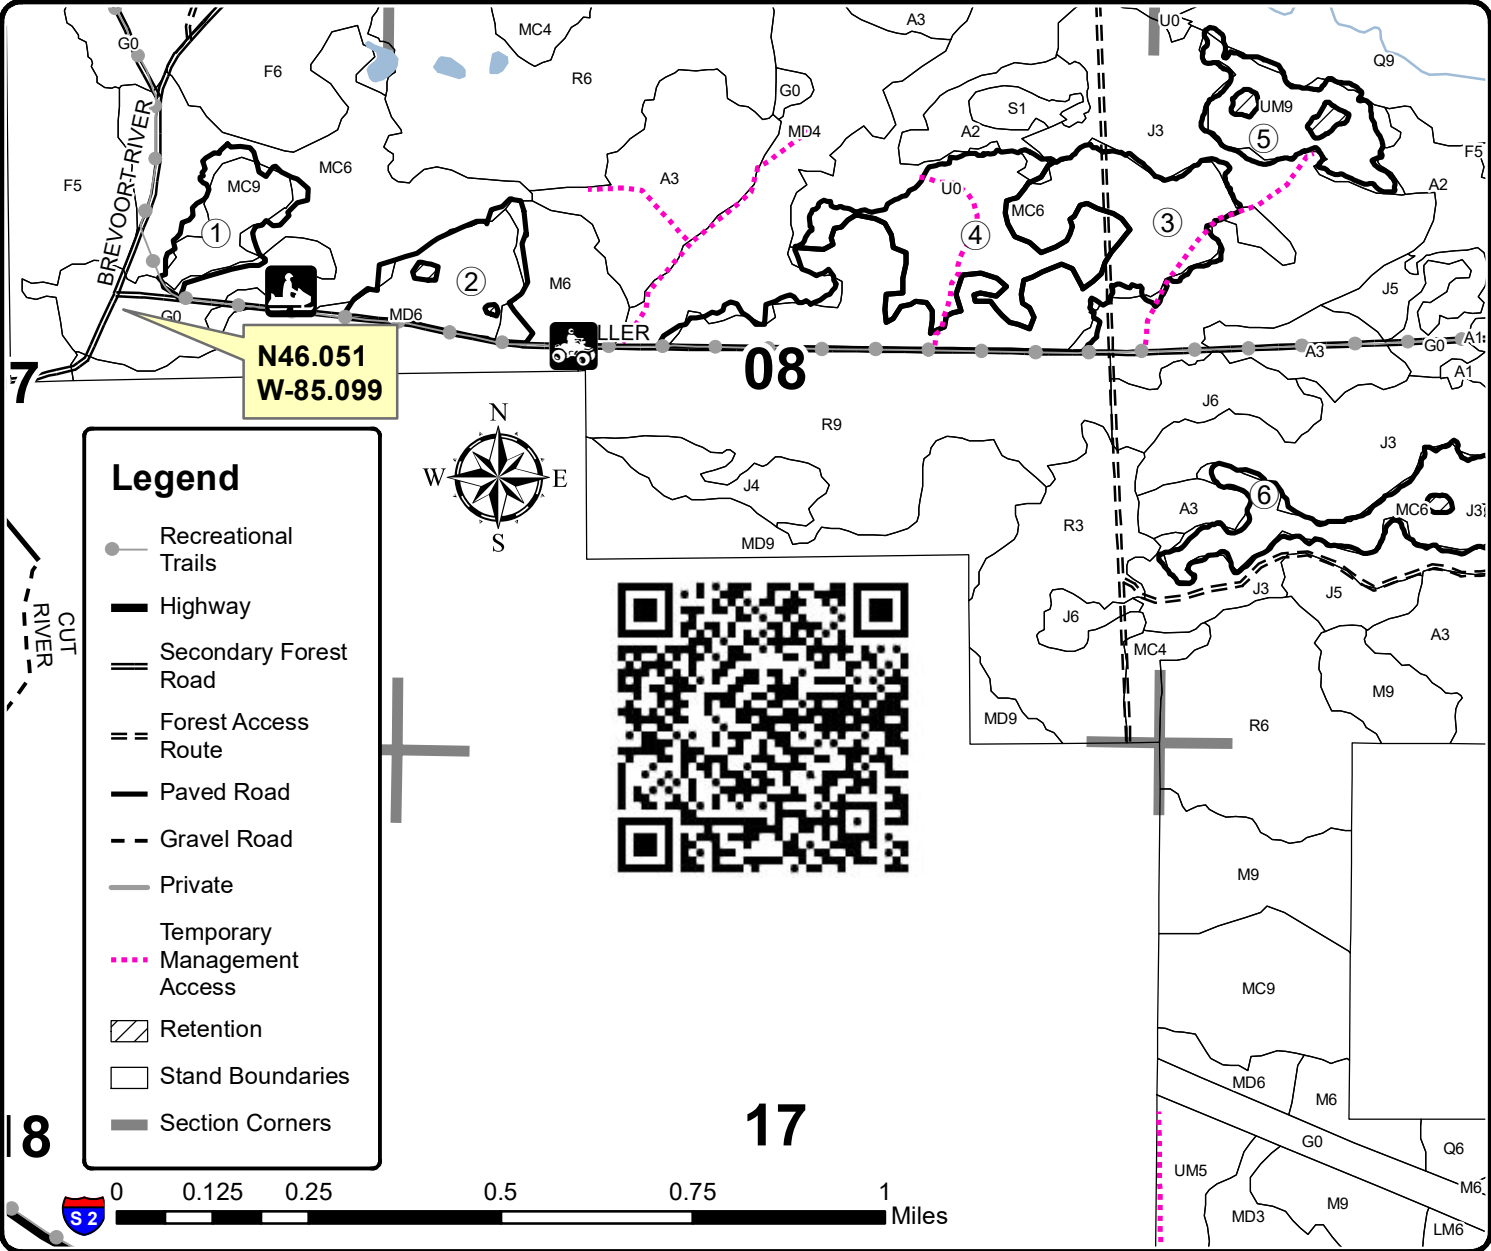 G0
MC4
A3
U0
F6
R6
Q9
G0
S1
UM9
MD4
A2
J3
5
F5
BREVOORT-RIVER
MC6
F5
MC9
A3
U0
A2
MC6
1
4
3
2
M6
J5
G0
MD6
LLER
A3
G0
A1
N46.051
W-85.099
7
08
A1
J6
R9
J3
N
W
E
S
J4
6
A3
MC6
J3
R3
MD9
Legend
Recreational
Trails
Highway
Secondary Forest
Road
Forest Access
Route
Paved Road
Gravel Road
Private
Temporary
Management
Access
Retention
Stand Boundaries
Section Corners
CUT
RIVER
J3
J5
J6
A3
MC4
M9
MD9
R6
M9
MC9
MD6
M6
8
17
G0
Q6
UM5
M6
M9
MD3
LM6
S 2
0 0.125 0.25 0.5 0.75 1
Miles